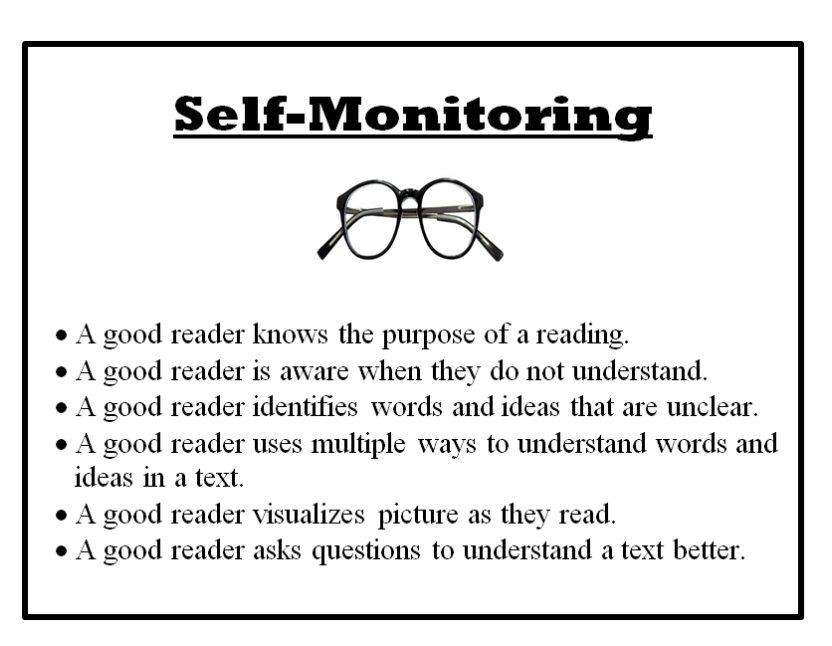 Self-Monitoring
• A good reader knows the purpose of a reading.
• A good reader is aware when they do not understand.
• A good reader identifies words and ideas that are unclear.
• A good reader uses multiple ways to understand words and
ideas in a text.
• A good reader visualizes picture as they read.
• A good reader asks questions to understand a text better.